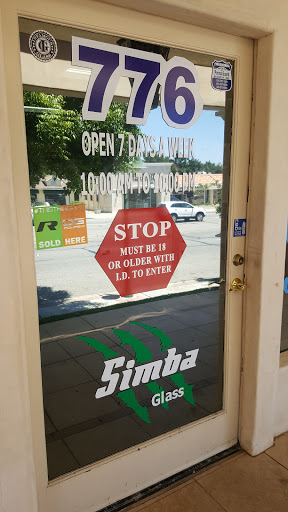 776
OPEN 7 DAYS A WEEK
10:00 AM TO 10:00 PM
SOLD HERE
STOP
MUST BE 18
OR OLDER WITH
I.D. TO ENTER
Simba
Glass